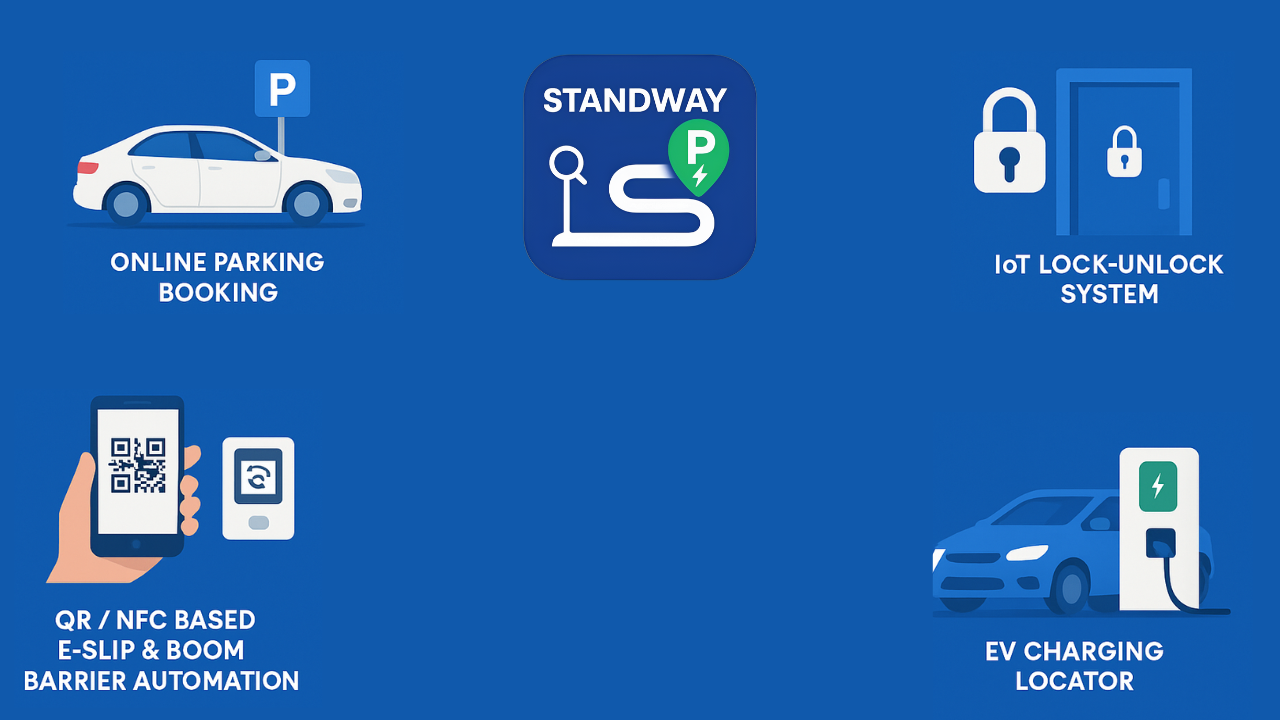 P
ONLINE PARKING
BOOKING
STANDWAY
P
IoT LOCK-UNLOCK
SYSTEM
QR / NFC BASED
E-SLIP & BOOM
BARRIER AUTOMATION
EV CHARGING
LOCATOR